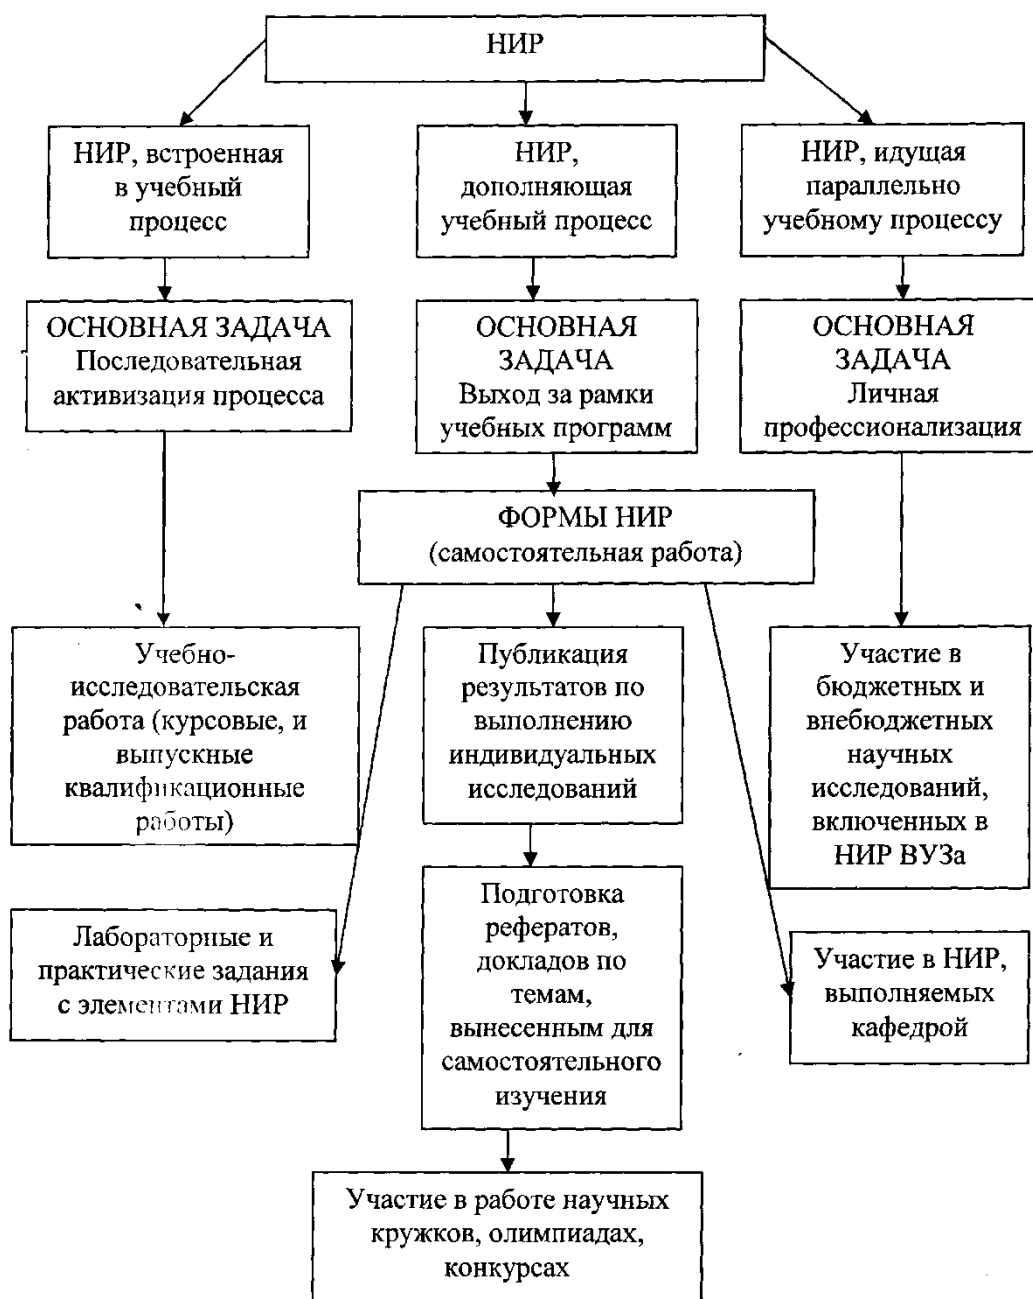 НИР
НИР, встроенная
в учебный
процесс
НИР,
дополняющая
учебный процесс
НИР, идущая
параллельно
учебному процессу
ОСНОВНАЯ ЗАДАЧА
Последовательная
активизация процесса
ОСНОВНАЯ
ЗАДАЧА
Выход за рамки
учебных программ
ОСНОВНАЯ
ЗАДАЧА
Личная
профессионализация
ФОРМЫ НИР
(самостоятельная работа)
Учебно-
исследовательская
работа (курсовые, и
выпускные
квалификационные
работы)
Публикация
результатов по
выполнению
индивидуальных
исследований
Участие в
бюджетных и
внебюджетных
научных
исследований,
включенных в
НИР ВУЗа
Лабораторные и
практические задания
с элементами НИР
Подготовка
рефератов,
докладов по
темам,
вынесенным для
самостоятельного
изучения
Участие в НИР,
выполняемых
кафедрой
Участие в работе научных
кружков, олимпиадах,
конкурсах